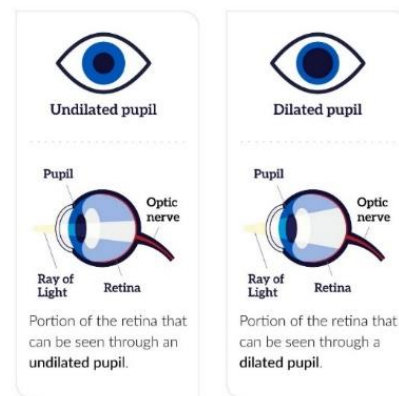 Undilated pupil
Pupil
Optic
nerve
Ray of
Light
Retina
Portion of the retina that
can be seen through an
undilated pupil.
Dilated pupil
Pupil
Optic
nerve
Ray of
Light
Retina
Portion of the retina that
can be seen through a
dilated pupil.